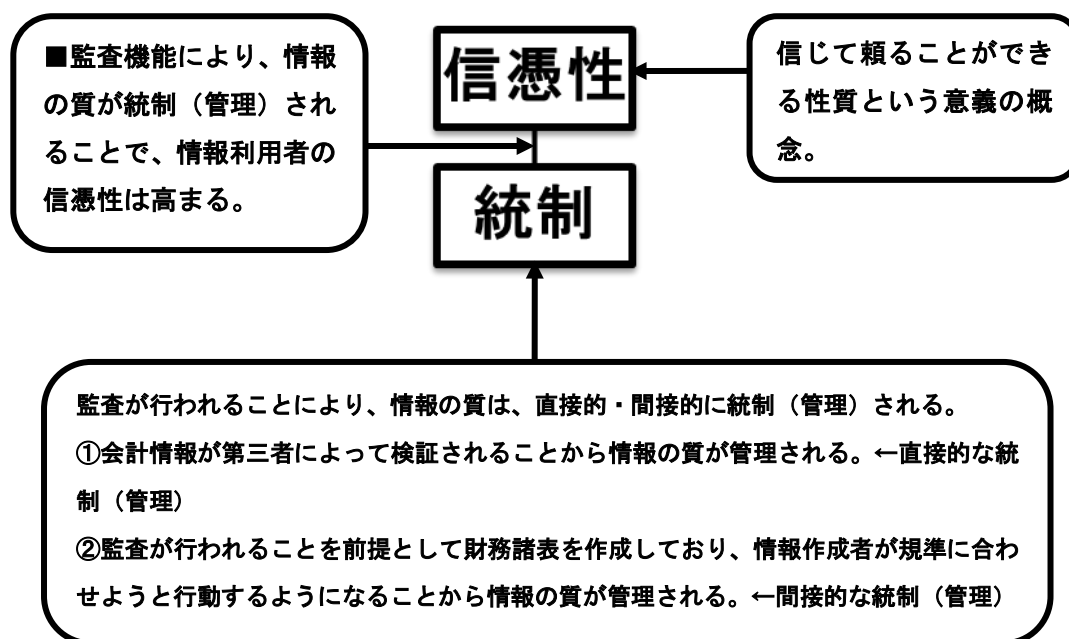 ■監査機能により、情報
の質が統制（管理）され
ることで、情報利用者の
信憑性は高まる。
信憑性
信じて頼ることができ
る性質という意義の概
念。
統制
監査が行われることにより、情報の質は、直接的・間接的に統制（管理）される。
①会計情報が第三者によって検証されることから情報の質が管理される。←直接的な統
制（管理）
②監査が行われることを前提として財務諸表を作成しており、情報作成者が規準に合わ
せようと行動するようになることから情報の質が管理される。←間接的な統制（管理）